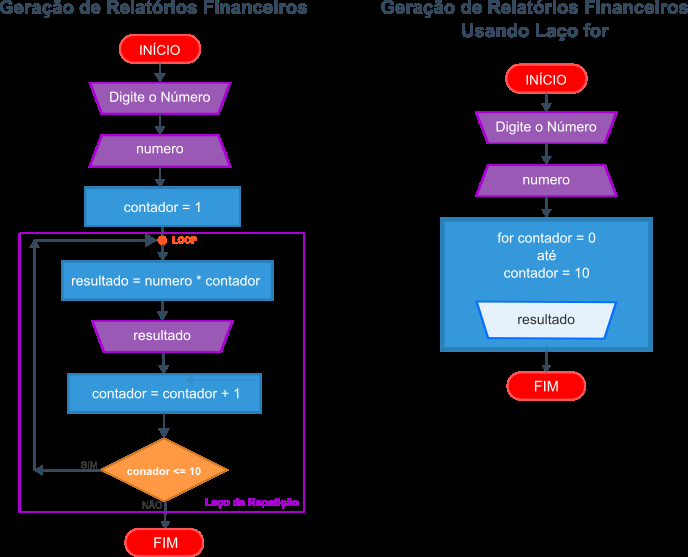 Geração de Relatórios Financeiros
INÍCIO
Digite o Número
numero
contador = 1
LOOP
resultado = numero * contador
resultado
contador = contador + 1
conador <= 10
SIM
NÃO
Laço de Repetição
FIM
Geração de Relatórios Financeiros
Usando Laço for
INÍCIO
Digite o Número
numero
for contador = 0
até
contador = 10
resultado
FIM